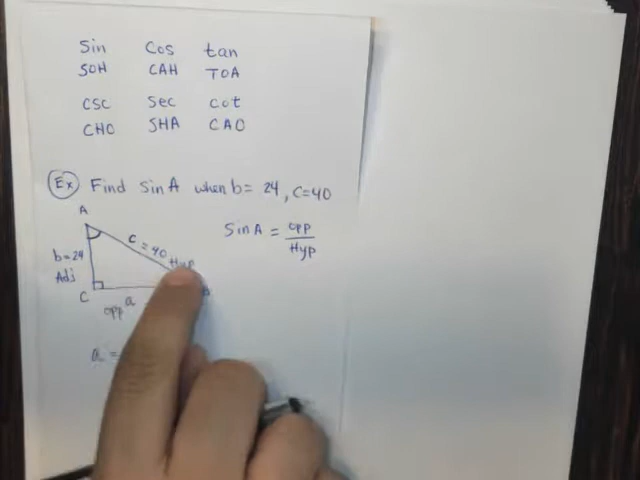 Sin Cos tan
SOH CAH TOA
CSC Sec cot
CHO SHA CAO
Ex Find Sin A when b = 24, C = 40
A
C = 40
Hyp
b = 24
Adj
C
a
opp
Sin A = opp
Hyp
a =